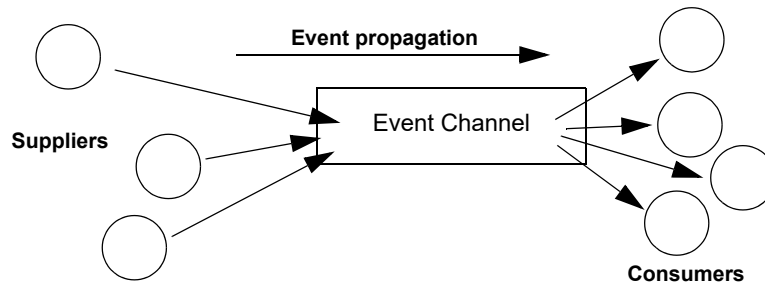 Event propagation
Event Channel
Suppliers
Consumers